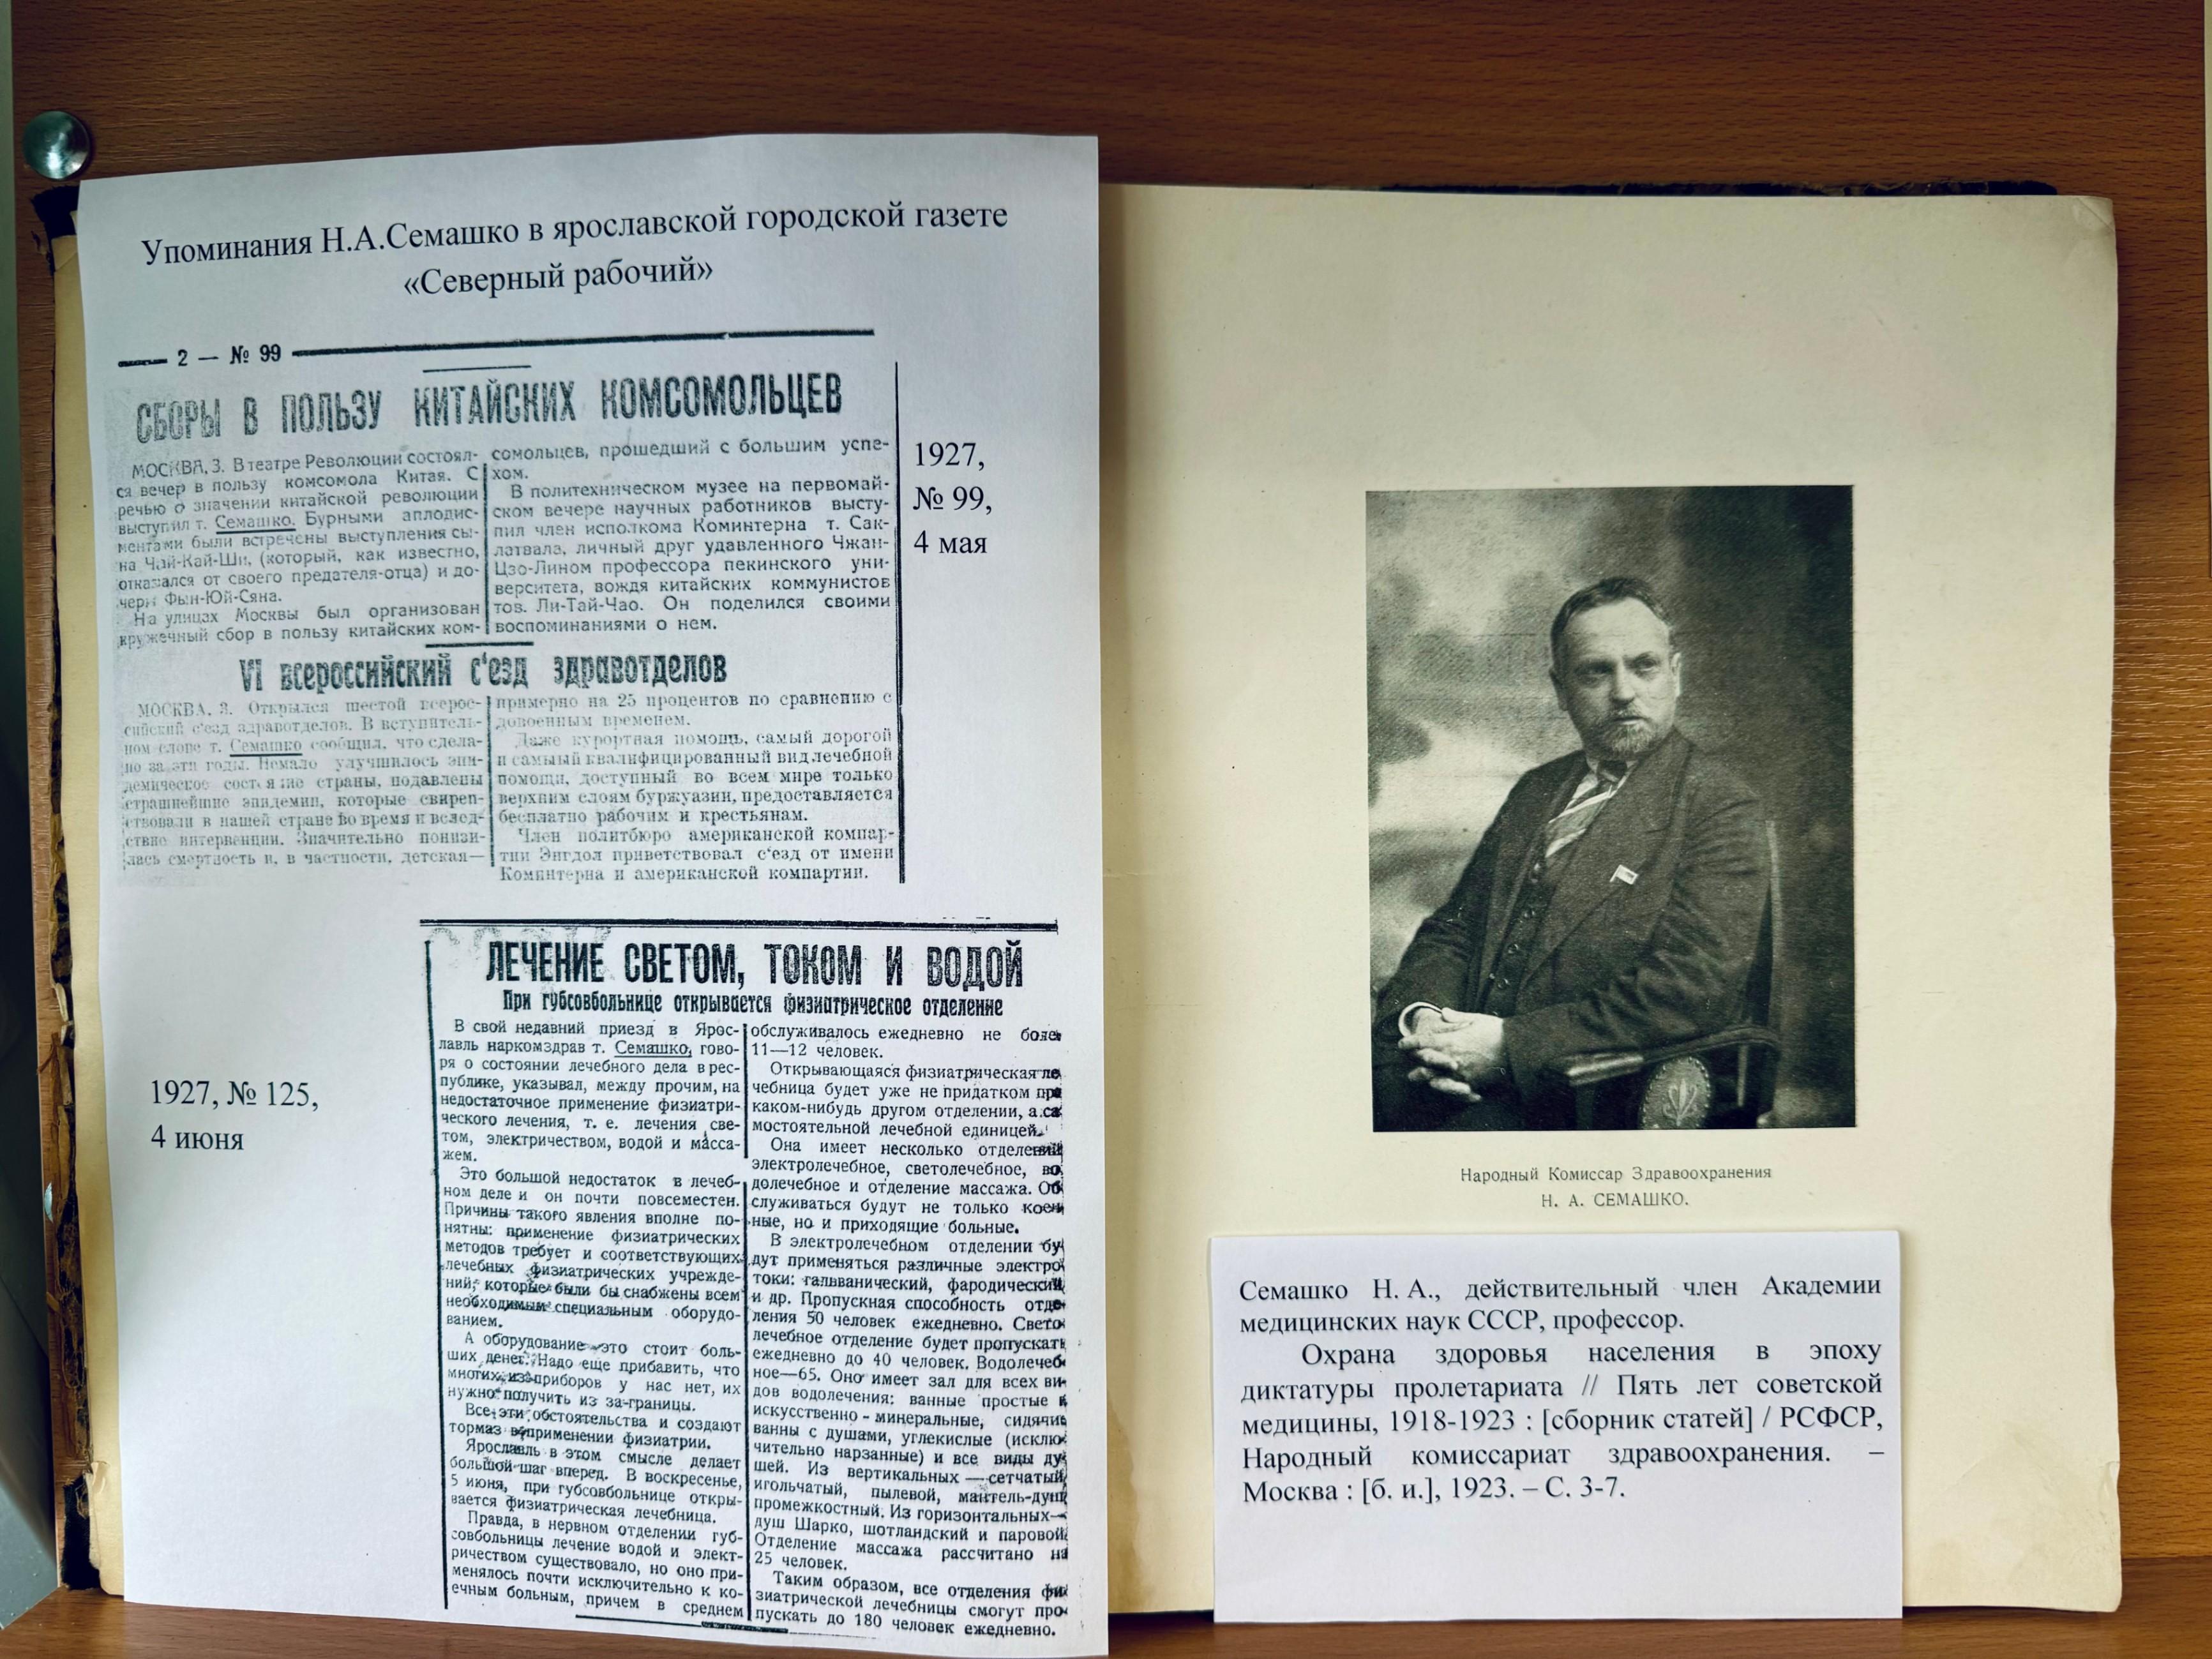 Упоминания Н.А.Семашко в ярославской городской газете
«Северный рабочий»
2 — № 99
СБОРЫ В ПОЛЬЗУ КИТАЙСКИХ КОМСОМОЛЬЦЕВ
МОСКВА, 3. В театре Революции состоял-
ся вечер в пользу комсомола Китая. С
речью о значении китайской революции
выступил т. Семашко. Бурными аплодис-
ментами были встречены выступления сы-
на Чай-Кай-Ши, (который, как известно,
отказался от своего предателя-отца) и до-
чери Фын-Юй-Сяна.
На улицах Москвы был организован
кружечный сбор в пользу китайских ком-
сомольцев, прошедший с большим успе-
хом.
В политехническом музее на первомай-
ском вечере научных работников высту-
пил член исполкома Коминтерна т. Сак-
латвала, личный друг удавленного Чжан-
Цзо-Лином профессора пекинского уни-
верситета, вождя китайских коммунистов
тов. Ли-Тай-Чао. Он поделился своими
воспоминаниями о нем.
1927,
№ 99,
4 мая
VI всероссийский с‘езд здравотделов
МОСКВА, 3. Открылся шестой всерос-
сийский с‘езд здравотделов. В вступитель-
ном слове т. Семашко сообщил, что сдела-
но за эти годы. Немало улучшилось эпи-
демическое состояние страны, подавлены
страшнейшие эпидемии, которые свиреп-
ствовали в нашей стране во время и вслед-
ствие интервенции. Значительно понизи-
лась смертность и, в частности, детская—
примерно на 25 процентов по сравнению с
довоенным временем.
Даже курортная помощь, самый дорогой
и самый квалифицированный вид лечебной
помощи, доступный во всем мире только
верхним слоям буржуазии, предоставляется
бесплатно рабочим и крестьянам.
Член политбюро американской компар-
тии Энгдол приветствовал с‘езд от имени
Коминтерна и американской компартии.
1927, № 125,
4 июня
ЛЕЧЕНИЕ СВЕТОМ, ТОКОМ И ВОДОЙ
При губсовбольнице открывается физиатрическое отделение
В свой недавний приезд в Яросс-
лавль наркомздрав т. Семашко, гово-
ря о состоянии лечебного дела в рес-
публике, указывал, между прочим, на
недостаточное применение физиатри-
ческого лечения, т. е. лечения све-
том, электричеством, водой и масса-
жем.
Это большой недостаток в лечеб-
ном деле и он почти повсеместен.
Причины такого явления вполне по-
нятны: применение физиатрических
методов требует и соответствующих
лечебных физиатрических учрежде-
ний, которые были бы снабжены всем
необходимым специальным оборудо-
ванием.
А оборудование это стоит боль-
ших денег. Надо еще прибавить, что
многих из приборов у нас нет, их
нужно получить из за-границы.
Все эти обстоятельства и создают
тормаз в применении физиатрии.
Ярославль в этом смысле делает
большой шаг вперед. В воскресенье,
5 июня, при губсовбольнице откры-
вается физиатрическая лечебница.
Правда, в нервном отделении губ-
совбольницы лечение водой и элект-
ричеством существовало, но оно при-
менялось почти исключительно к ко-
ечным больным, причем в среднем
обслуживалось ежедневно не более
11—12 человек.
Открывающаяся физиатрическая ле
чебница будет уже не придатком при
каком-нибудь другом отделении, а са
мостоятельной лечебной единицей.
Она имеет несколько отделений
электролечебное, светолечебное, во
долечебное и отделение массажа. Об
служиваться будут не только коеч
ные, но и приходящие больные.
В электролечебном отделении бу
дут применяться различные электро
токи: гальванический, фародический
и др. Пропускная способность отде
ления 50 человек ежедневно. Свето
лечебное отделение будет пропускать
ежедневно до 40 человек. Водолечеб
ное—65. Оно имеет зал для всех ви-
дов водолечения: ванные простые и
искусственно - минеральные, сидячие
ванны с душами, углекислые (исклю
чительно нарзанные) и все виды ду
шей. Из вертикальных — сетчатый,
игольчатый, пылевой, мантель-душ,
промежкостный. Из горизонтальных—
душ Шарко, шотландский и паровой.
Отделение массажа рассчитано на
25 человек.
Таким образом, все отделения фи
зиатрической лечебницы смогут про-
пускать до 180 человек ежедневно.
Народный Комиссар Здравоохранения
Н. А. СЕМАШКО.
Семашко Н. А., действительный член Академии
медицинских наук СССР, профессор.
Охрана здоровья населения в эпоху
диктатуры пролетариата // Пять лет советской
медицины, 1918-1923 : [сборник статей] / РСФСР,
Народный комиссариат здравоохранения. –
Москва : [б. и.], 1923. – С. 3-7.